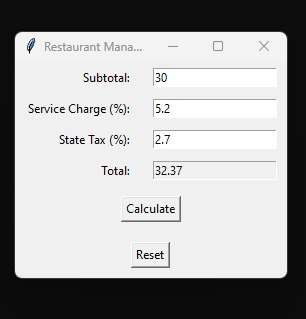 Restaurant Mana...
Subtotal: 30
Service Charge (%): 5.2
State Tax (%): 2.7
Total: 32.37
Calculate
Reset